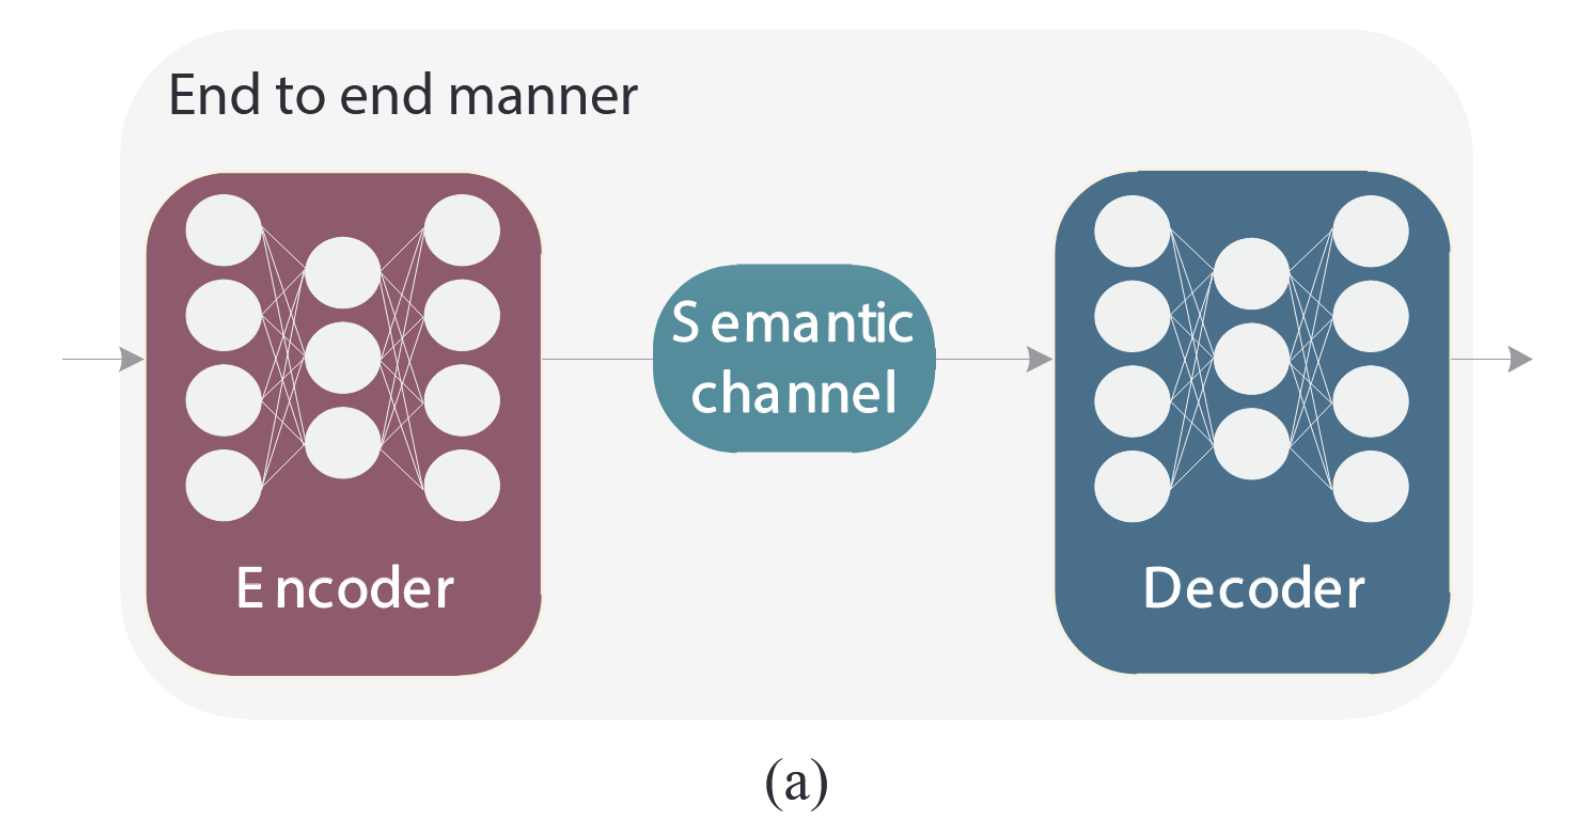 End to end manner
Semantic
channel
Encoder
Decoder
(a)